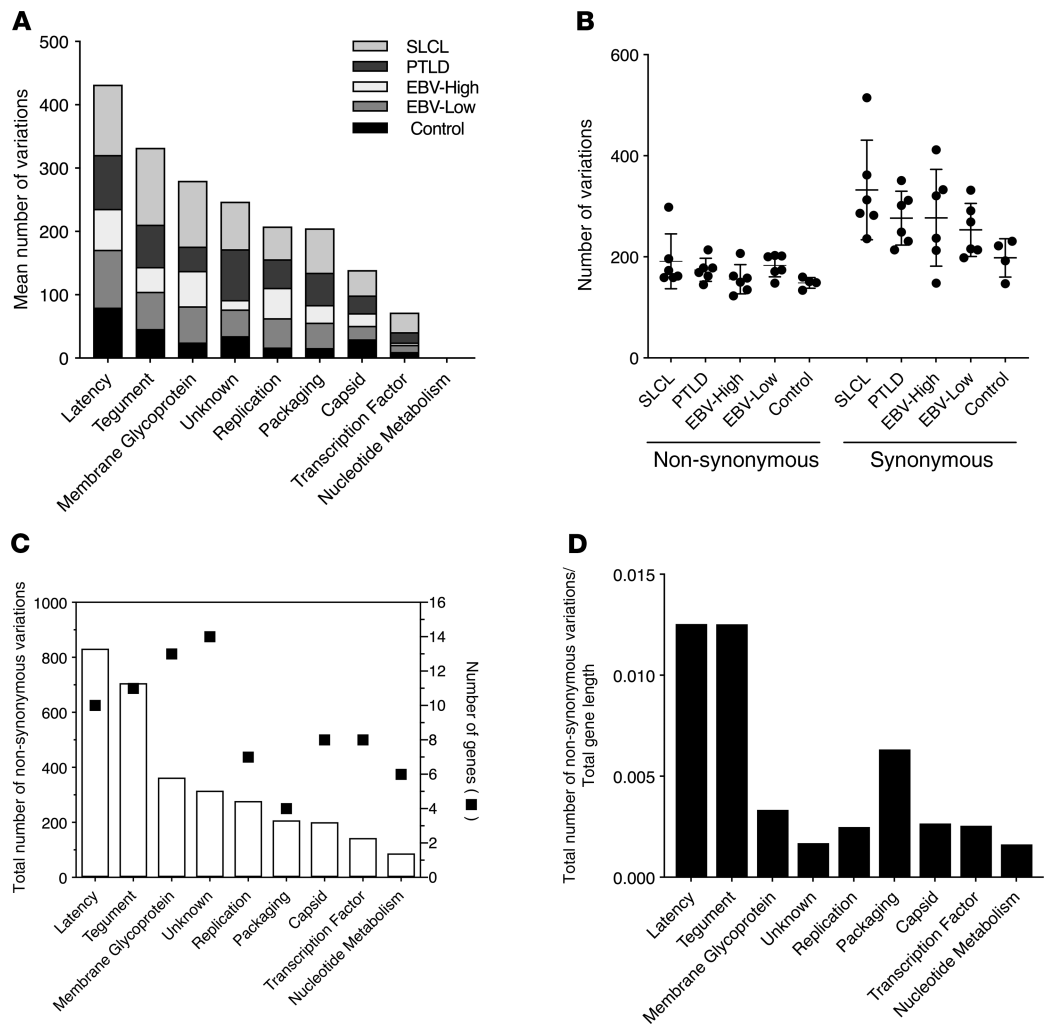 A
Mean number of variations
500
400
300
200
100
0
SLCL
PTLD
EBV-High
EBV-Low
Control
Latency
Tegument
Membrane Glycoprotein
Unknown
Replication
Packaging
Capsid
Transcription Factor
Nucleotide Metabolism
B
Number of variations
600
400
200
0
SLCL
PTLD
EBV-High
EBV-Low
Control
SLCL
PTLD
EBV-High
EBV-Low
Control
Non-synonymous
Synonymous
C
Total number of non-synonymous variations
1000
800
600
400
200
0
16
14
12
10
8
6
4
2
0
Number of genes (■)
Latency
Tegument
Membrane Glycoprotein
Unknown
Replication
Packaging
Capsid
Transcription Factor
Nucleotide Metabolism
D
Total number of non-synonymous variations/
Total gene length
0.015
0.010
0.005
0.000
Latency
Tegument
Membrane Glycoprotein
Unknown
Replication
Packaging
Capsid
Transcription Factor
Nucleotide Metabolism